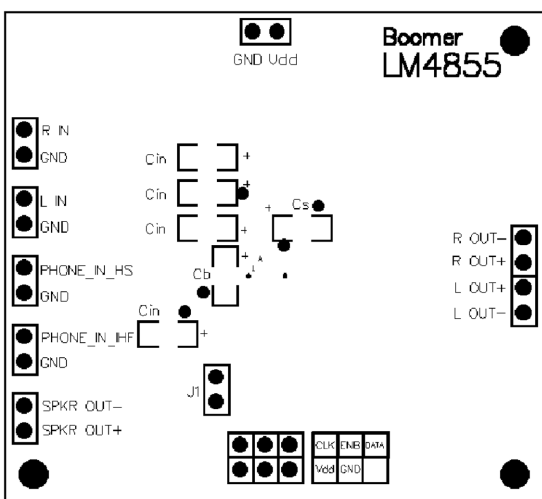 Boomer
LM4855
GND Vdd
R IN
GND
L IN
GND
PHONE_IN_HS
GND
PHONE_IN_IHF
GND
SPKR OUT-
SPKR OUT+
Cin +
Cin +
Cin +
+ Cs
Cb +
Cin +
1 A
J1
R OUT-
R OUT+
L OUT+
L OUT-
CLK ENB DATA
Vdd GND